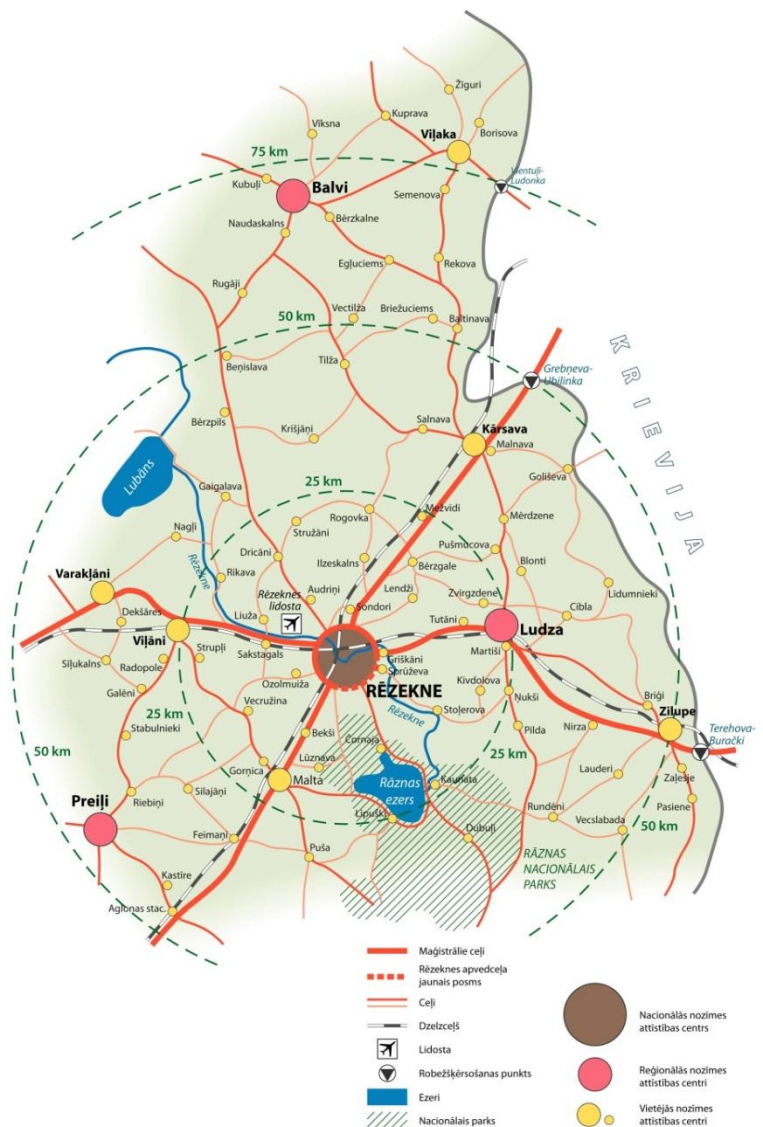 Žīguri
Kuprava
Vīksna
Borisova
Viļaka
75 km
Vientuļi-
Ludonka
Kubuļi
Balvi
Semenova
Bērzkalne
Naudaskalns
Egļuciems
Rekova
Rugāji
Vectilža
Briežuciems
50 km
Baltinava
Beņislava
Tilža
Grebņeva-
Ubiļinka
KRIEVIJA
Bērzpils
Krišjāņi
Salnava
Kārsava
Malnava
Lubāns
Goliševa
Gaigalava
25 km
Rogovka
Mežvidi
Mērdzene
Nagļi
Stružāni
Pušmucova
Dricāni
Ilzeskalns
Bērzgale
Blonti
Rēzekne
Varakļāni
Rikava
Audriņi
Lendži
Zvirgzdene
Līdumnieki
Rēzeknes
lidosta
Dekšāres
Liuža
Sondori
Tutāni
Cibla
Ludza
Viļāni
Strupļi
Sakstagals
Griškāni
Martiši
Sīļukalns
Radopole
Sprūževa
Ozolmuiža
RĒZEKNE
Kivdolova
Galēni
Ņukši
Briģi
25 km
Vecružina
Rēzekne
Stoļerova
Zilupe
Stabulnieki
Bekši
Pilda
Nirza
Terehova-
Burački
50 km
Čornaja
25 km
Lūznava
Gorņica
Malta
Rāznas
ezers
Kaunata
Lauderi
Zaļesje
Preiļi
Riebiņi
Silajāņi
Rundēni
Pasiene
Lipuški
Vecslabada
50 km
Feimaņi
Dubuļi
Puša
RĀZNAS
NACIONĀLAIS
PARKS
Kastīre
Aglonas stac.
Maģistrālie ceļi
Rēzeknes apvedceļa
jaunais posms
Ceļi
Dzelzceļš
Lidosta
Robežšķērsošanas punkts
Ezeri
Nacionālais parks
Nacionālās nozīmes
attīstības centrs
Reģionālās nozīmes
attīstības centri
Vietējās nozīmes
attīstības centri